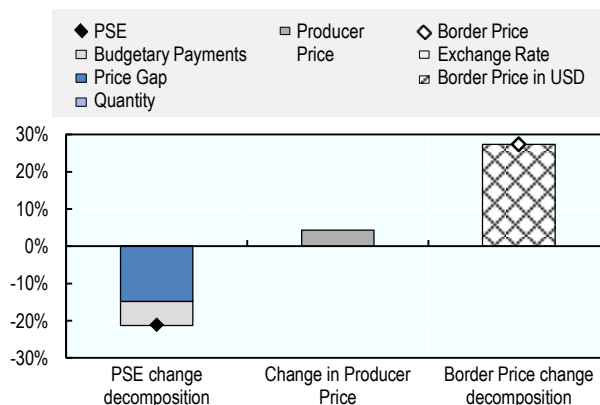 PSE
Budgetary Payments
Price Gap
Quantity
Producer
Price
Border Price
Exchange Rate
Border Price in USD
30%
20%
10%
0%
-10%
-20%
-30%
PSE change
decomposition
Change in Producer
Price
Border Price change
decomposition